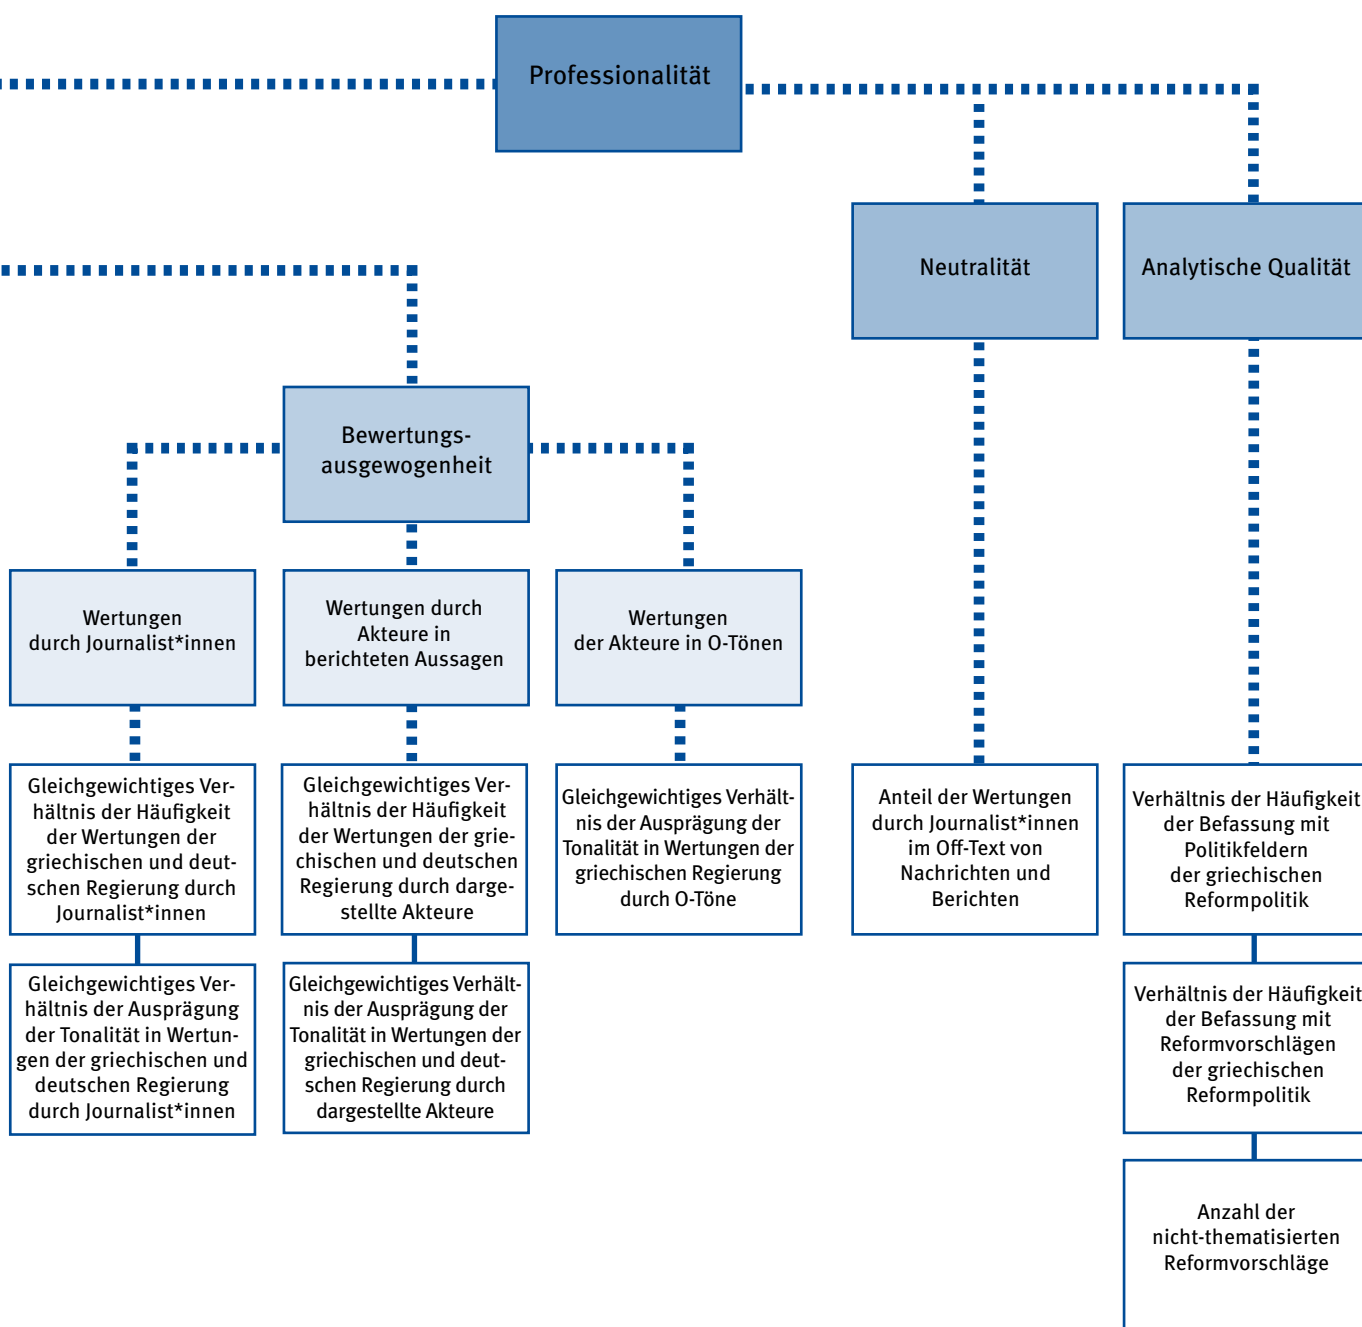 Professionalität
Neutralität
Analytische Qualität
Bewertungs-
ausgewogenheit
Wertungen
durch Journalist*innen
Wertungen durch
Akteure in
berichteten Aussagen
Wertungen
der Akteure in O-Tönen
Gleichgewichtiges Ver-
hältnis der Häufigkeit
der Wertungen der
griechischen und deut-
schen Regierung durch
Journalist*innen
Gleichgewichtiges Ver-
hältnis der Häufigkeit
der Wertungen der grie-
chischen und deutschen
Regierung durch darge-
stellte Akteure
Gleichgewichtiges Verhält-
nis der Ausprägung der
Tonalität in Wertungen der
griechischen Regierung
durch O-Töne
Anteil der Wertungen
durch Journalist*innen
im Off-Text von
Nachrichten und
Berichten
Verhältnis der Häufigkeit
der Befassung mit
Politikfeldern
der griechischen
Reformpolitik
Gleichgewichtiges Ver-
hältnis der Ausprägung
der Tonalität in Wertun-
gen der griechischen und
deutschen Regierung
durch Journalist*innen
Gleichgewichtiges Verhält-
nis der Ausprägung der
Tonalität in Wertungen der
griechischen und deut-
schen Regierung durch
dargestellte Akteure
Verhältnis der Häufigkeit
der Befassung mit
Reformvorschlägen
der griechischen
Reformpolitik
Anzahl der
nicht-thematisierten
Reformvorschläge